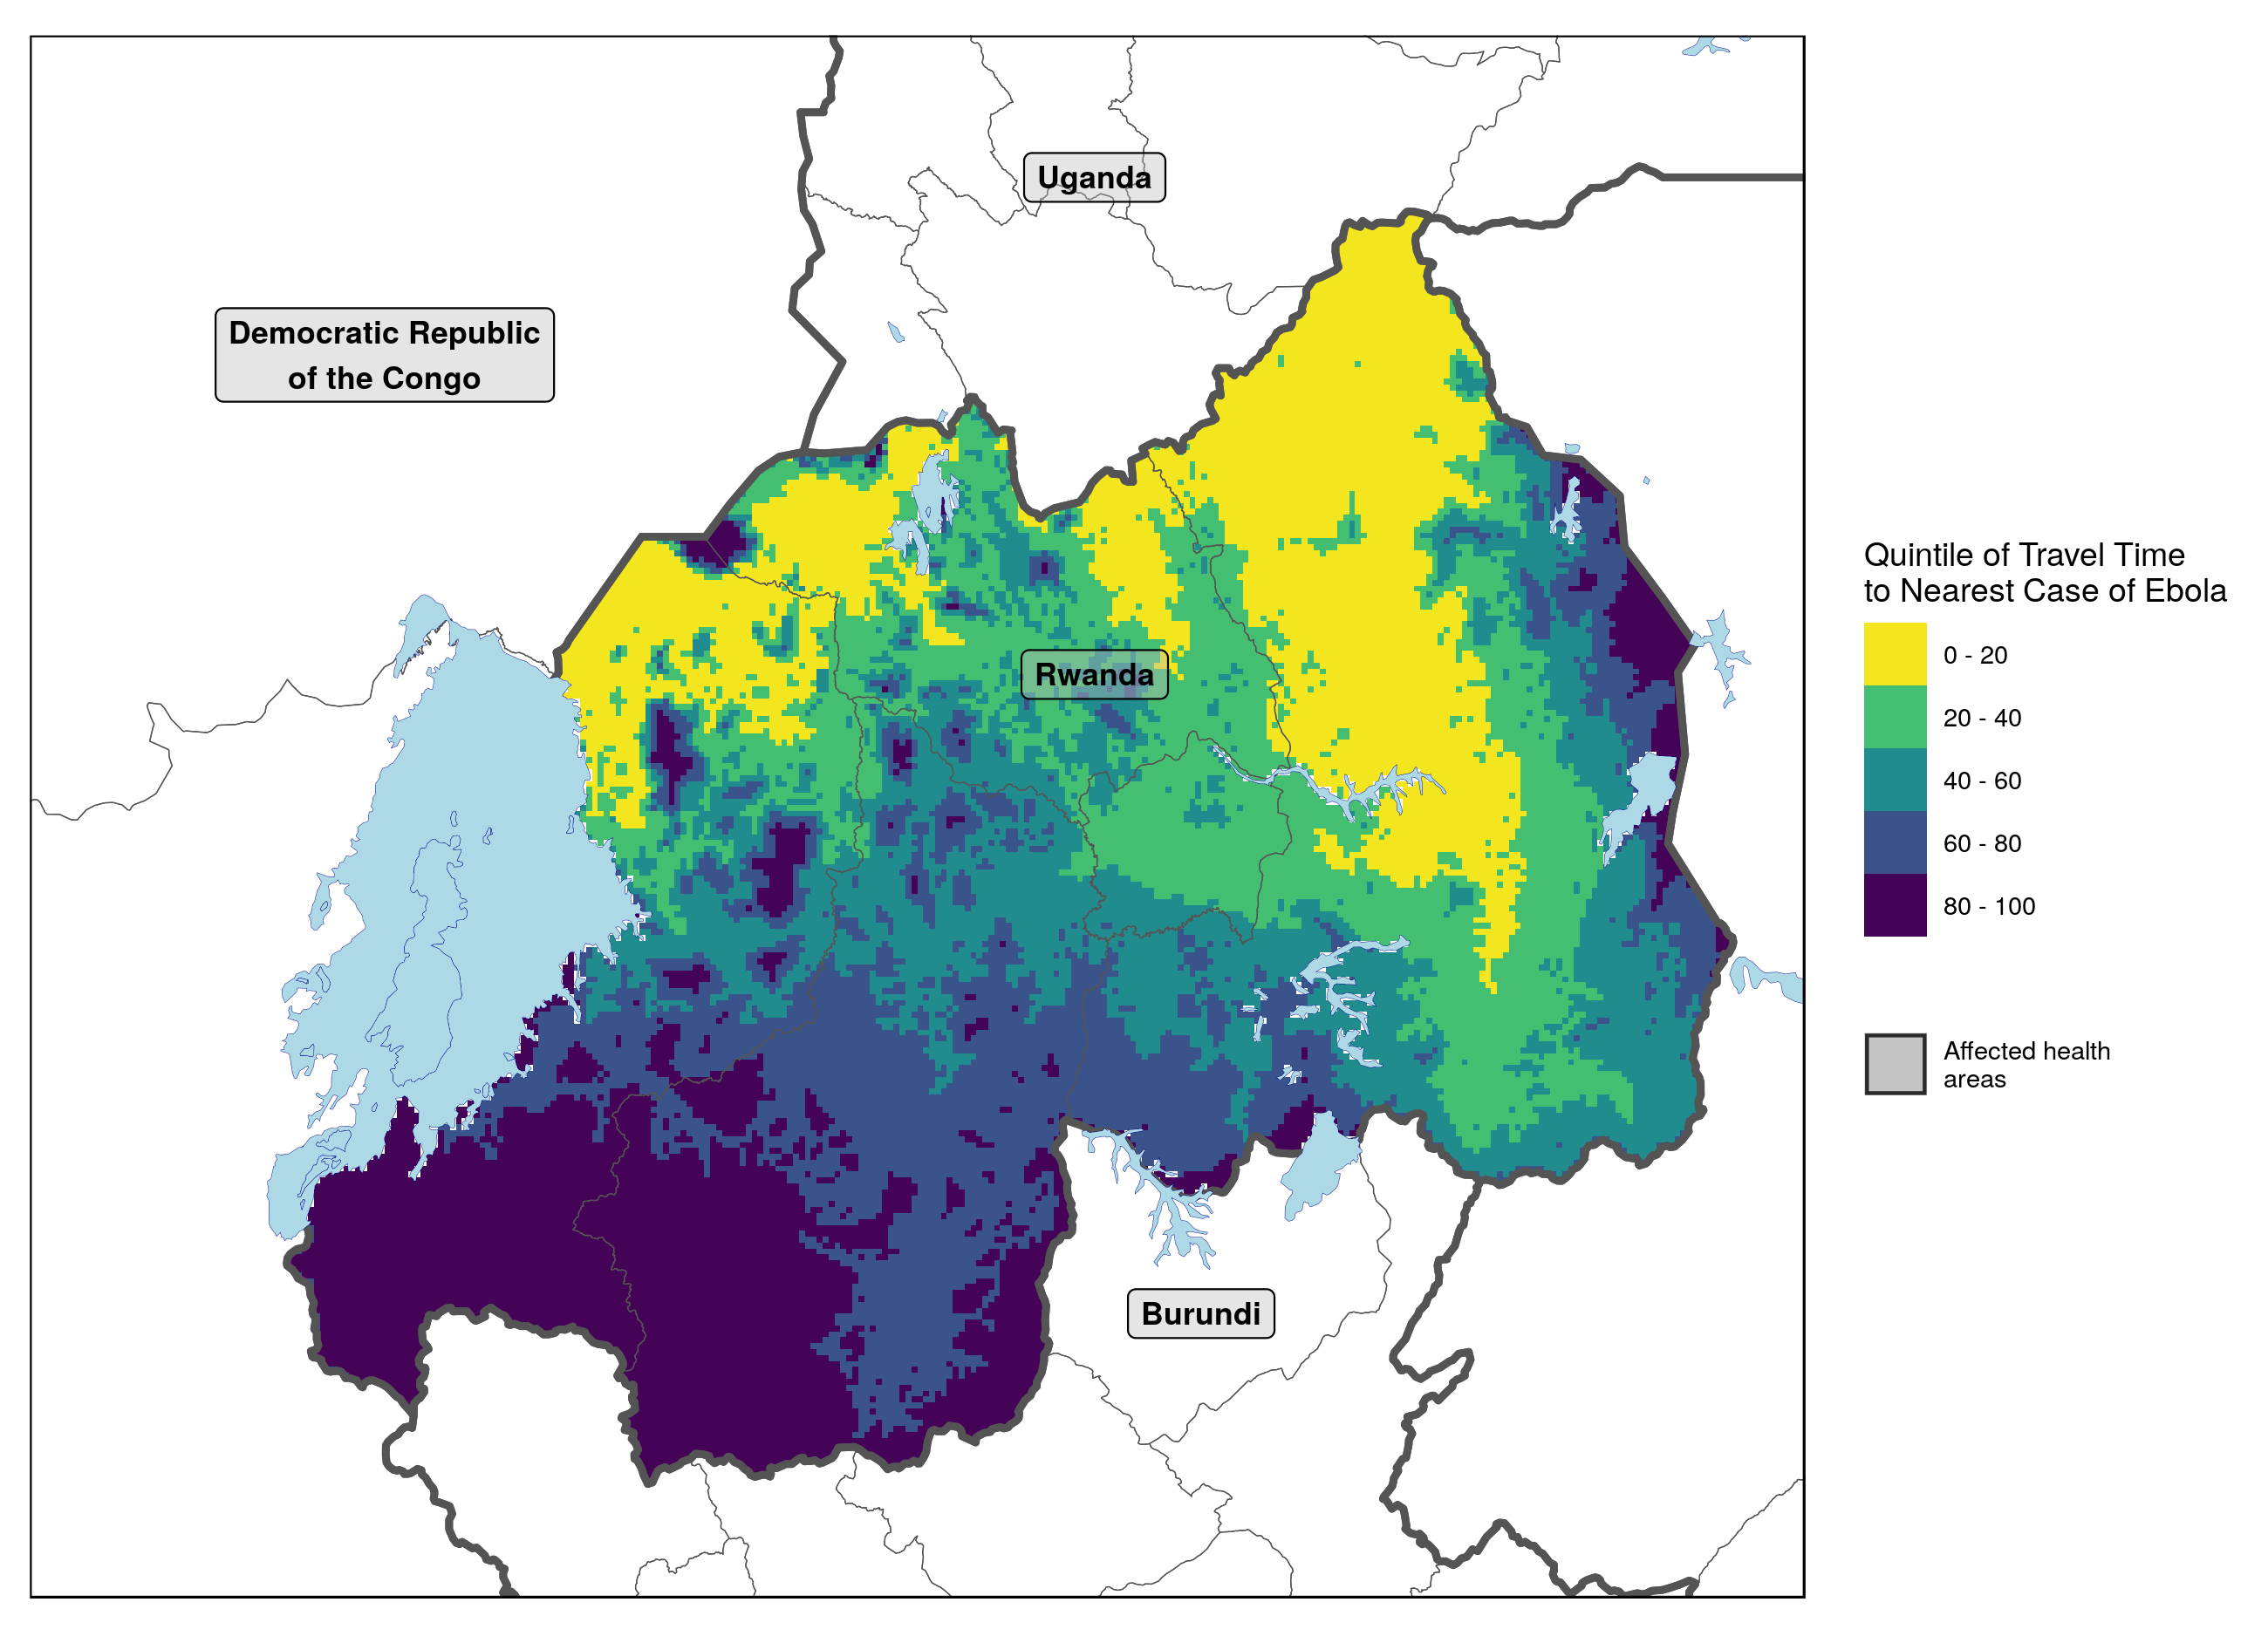 Uganda
Democratic Republic
of the Congo
Rwanda
Burundi
Quintile of Travel Time
to Nearest Case of Ebola
0 - 20
20 - 40
40 - 60
60 - 80
80 - 100
Affected health
areas